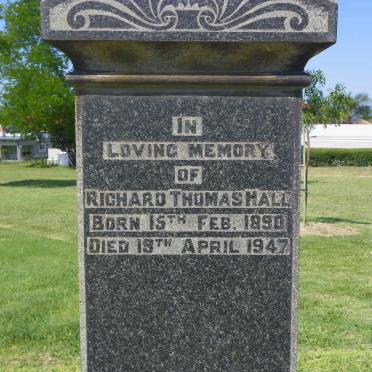 IN
LOVING MEMORY
OF
RICHARD THOMAS HALL
BORN 15TH FEB. 1890
DIED 19TH APRIL 1947